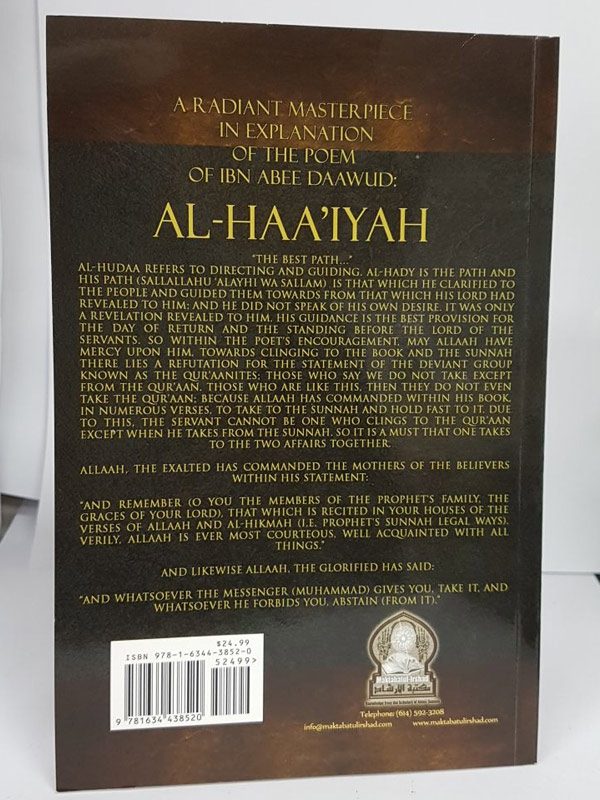 A RADIANT MASTERPIECE
IN EXPLANATION
OF THE POEM
OF IBN ABEE DAAWUD:
AL-HAA'IYAH
"THE BEST PATH..."
AL-HUDAA REFERS TO DIRECTING AND GUIDING. AL-HADY IS THE PATH AND
HIS PATH (SALLALLAHU 'ALAYHI WA SALLAM) IS THAT WHICH HE CLARIFIED TO
THE PEOPLE AND GUIDED THEM TOWARDS FROM THAT WHICH HIS LORD HAD
REVEALED TO HIM; AND HE DID NOT SPEAK OF HIS OWN DESIRE. IT WAS ONLY
A REVELATION REVEALED TO HIM. HIS GUIDANCE IS THE BEST PROVISION FOR
THE DAY OF RETURN AND THE STANDING BEFORE THE LORD OF THE
SERVANTS. SO WITHIN THE POET'S ENCOURAGEMENT, MAY ALLAAH HAVE
MERCY UPON HIM, TOWARDS CLINGING TO THE BOOK AND THE SUNNAH
THERE LIES A REFUTATION FOR THE STATEMENT OF THE DEVIANT GROUP
KNOWN AS THE QUR'AANITES; THOSE WHO SAY WE DO NOT TAKE EXCEPT
FROM THE QUR'AAN. THOSE WHO ARE LIKE THIS, THEN THEY DO NOT EVEN
TAKE THE QUR'AAN; BECAUSE ALLAAH HAS COMMANDED WITHIN HIS BOOK,
IN NUMEROUS VERSES, TO TAKE TO THE SUNNAH AND HOLD FAST TO IT. DUE
TO THIS, THE SERVANT CANNOT BE ONE WHO CLINGS TO THE QUR'AAN
EXCEPT WHEN HE TAKES FROM THE SUNNAH. SO IT IS A MUST THAT ONE TAKES
TO THE TWO AFFAIRS TOGETHER.
ALLAAH, THE EXALTED HAS COMMANDED THE MOTHERS OF THE BELIEVERS
WITHIN HIS STATEMENT:
"AND REMEMBER (O YOU THE MEMBERS OF THE PROPHET'S FAMILY, THE
GRACES OF YOUR LORD), THAT WHICH IS RECITED IN YOUR HOUSES OF THE
VERSES OF ALLAAH AND AL-HIKMAH (I.E. PROPHET'S SUNNAH LEGAL WAYS).
VERILY, ALLAAH IS EVER MOST COURTEOUS, WELL ACQUAINTED WITH ALL
THINGS."
AND LIKEWISE ALLAAH, THE GLORIFIED HAS SAID:
"AND WHATSOEVER THE MESSENGER (MUHAMMAD) GIVES YOU, TAKE IT, AND
WHATSOEVER HE FORBIDS YOU, ABSTAIN (FROM IT)."
$24.99
ISBN 978-1-6344-3852-0
52499>
9 781634 438520
Maktabatul-Irshad
مكتبة الإرشاد
Telephone: (614) 592-3208
info@maktabatulirshad.com www.maktabatulirshad.com